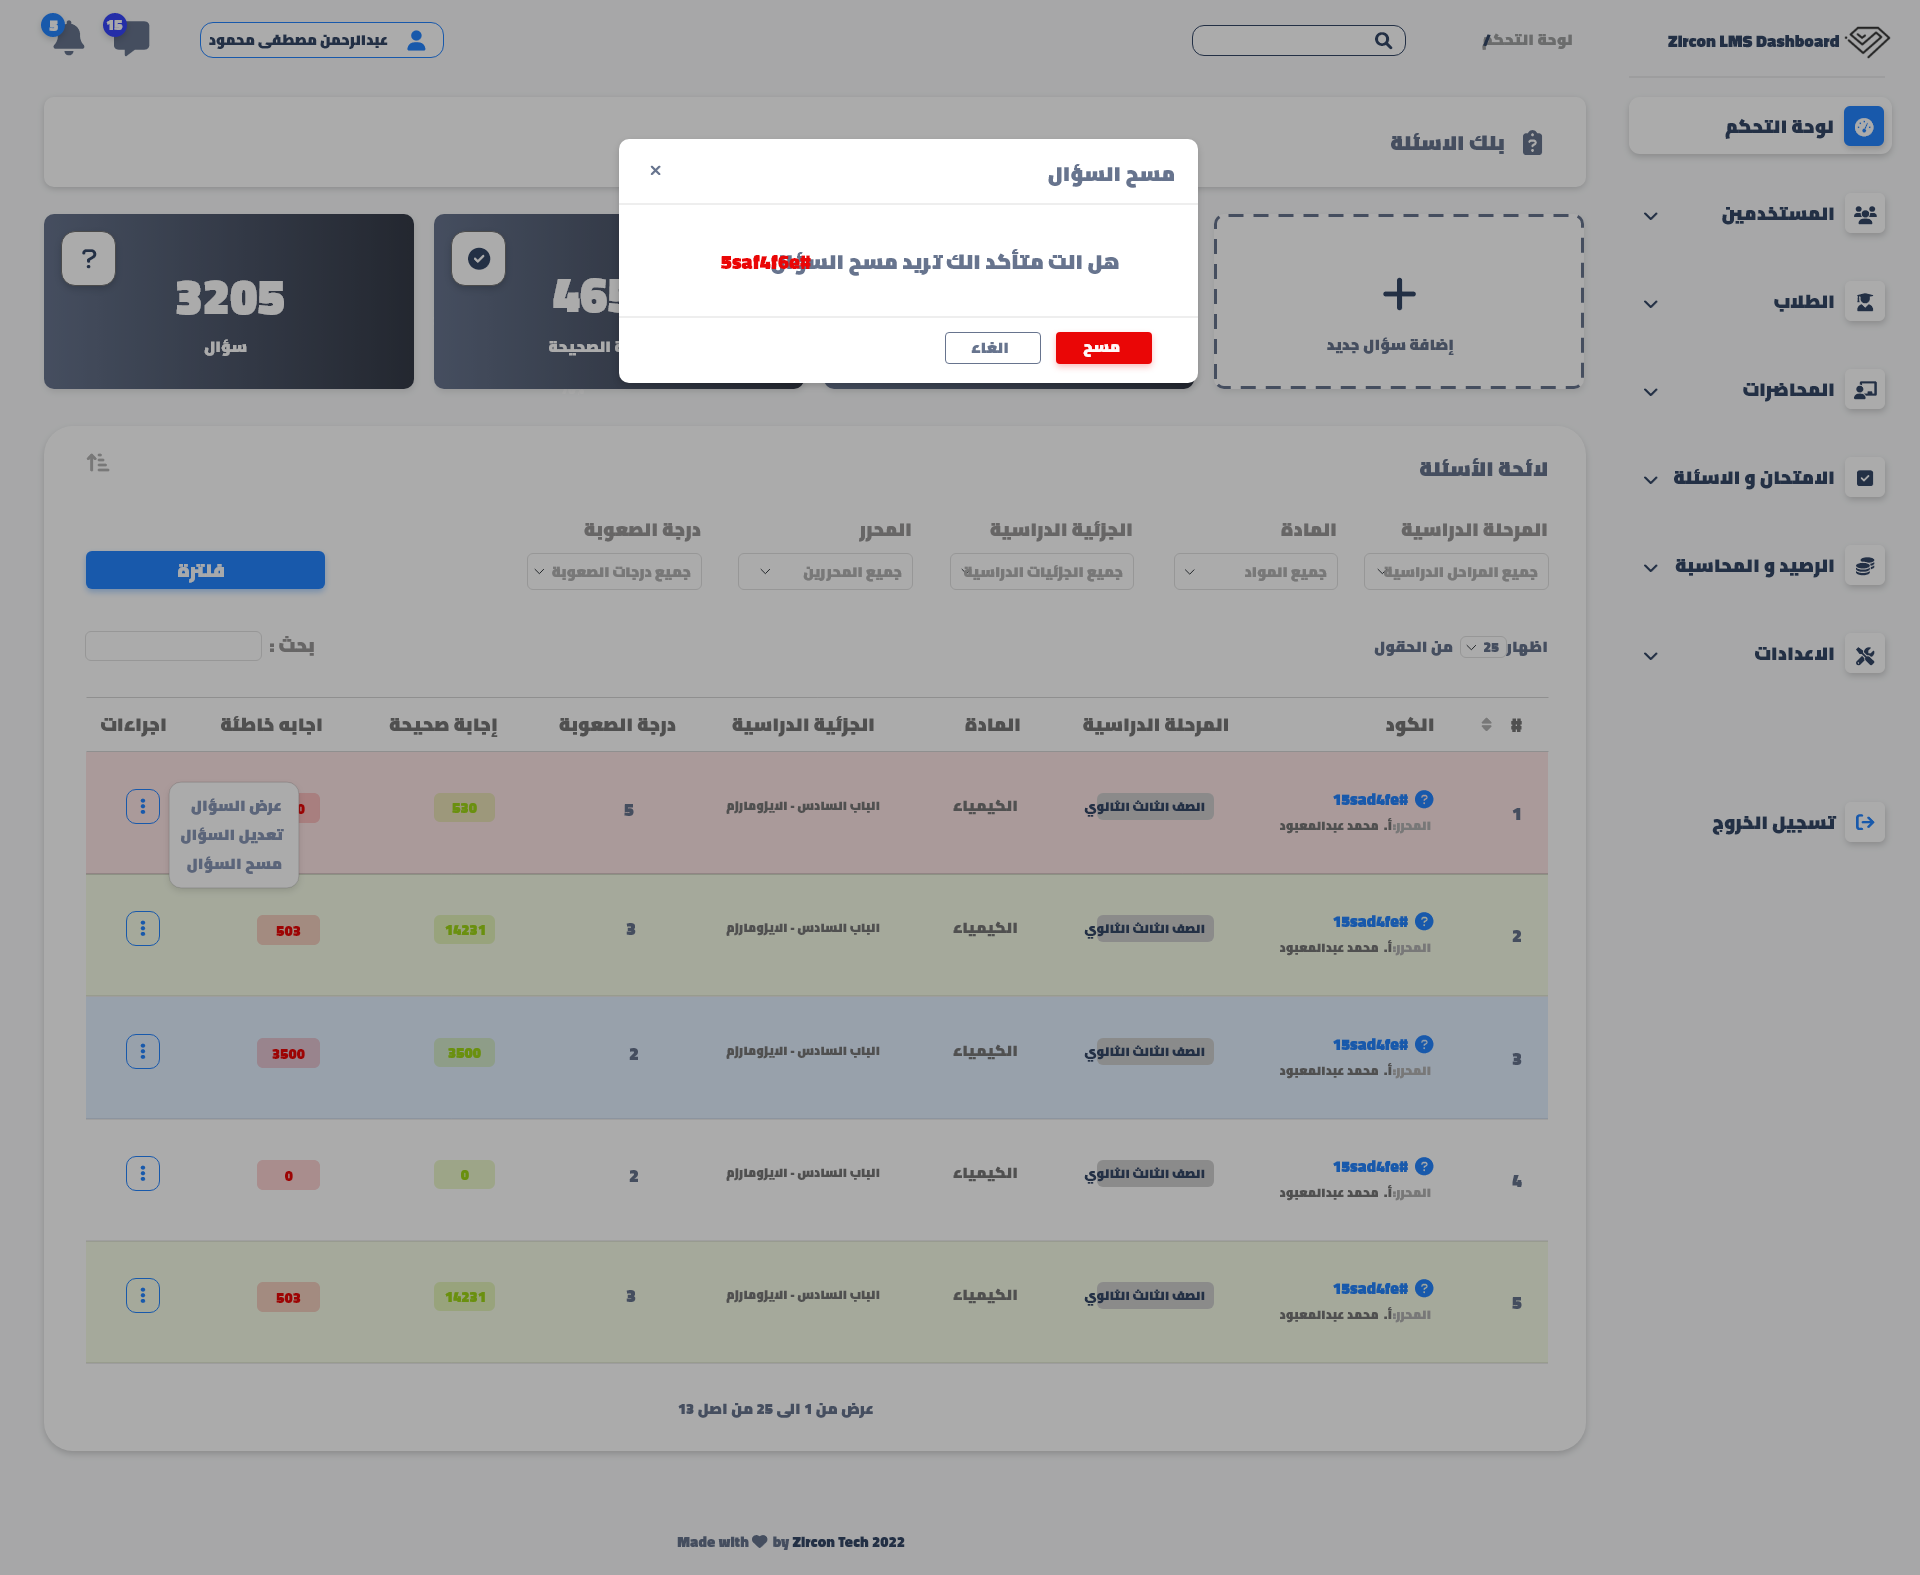 Zircon LMS Dashboard
لوحة التحكم /
عبدالرحمن مصطفى محمود
15
5
لوحة التحكم
المستخدمين
الطلاب
المحاضرات
الامتحان و الاسئلة
الرصيد و المحاسبة
الاعدادات
تسجيل الخروج
بنك الاسئلة
مسح السؤال
×
هل انت متأكد انك تريد مسح السؤال
5saf4f6e#
مسح
الغاء
إضافة سؤال جديد
465
ة الصحيحة
?
3205
سؤال
لائحة الأسئلة
المرحلة الدراسية
المادة
الجزئية الدراسية
المحرر
درجة الصعوبة
جميع المراحل الدراسية
جميع المواد
جميع الجزئيات الدراسية
جميع المحررين
جميع درجات الصعوبة
فلترة
اظهار 25 من الحقول
بحث :
# الكود المرحلة الدراسية المادة الجزئية الدراسية درجة الصعوبة إجابة صحيحة اجابه خاطئة اجراءات
1 15sad4fe# الصف الثالث الثانوي الكيمياء الباب السادس - الايزومارزم 5 530 0
المحرر:أ. محمد عبدالمعبود
عرض السؤال
تعديل السؤال
مسح السؤال
2 15sad4fe# الصف الثالث الثانوي الكيمياء الباب السادس - الايزومارزم 3 14231 503
المحرر:أ. محمد عبدالمعبود
3 15sad4fe# الصف الثالث الثانوي الكيمياء الباب السادس - الايزومارزم 2 3500 3500
المحرر:أ. محمد عبدالمعبود
4 15sad4fe# الصف الثالث الثانوي الكيمياء الباب السادس - الايزومارزم 2 0 0
المحرر:أ. محمد عبدالمعبود
5 15sad4fe# الصف الثالث الثانوي الكيمياء الباب السادس - الايزومارزم 3 14231 503
المحرر:أ. محمد عبدالمعبود
عرض من 1 الى 25 من اصل 13
Made with by Zircon Tech 2022